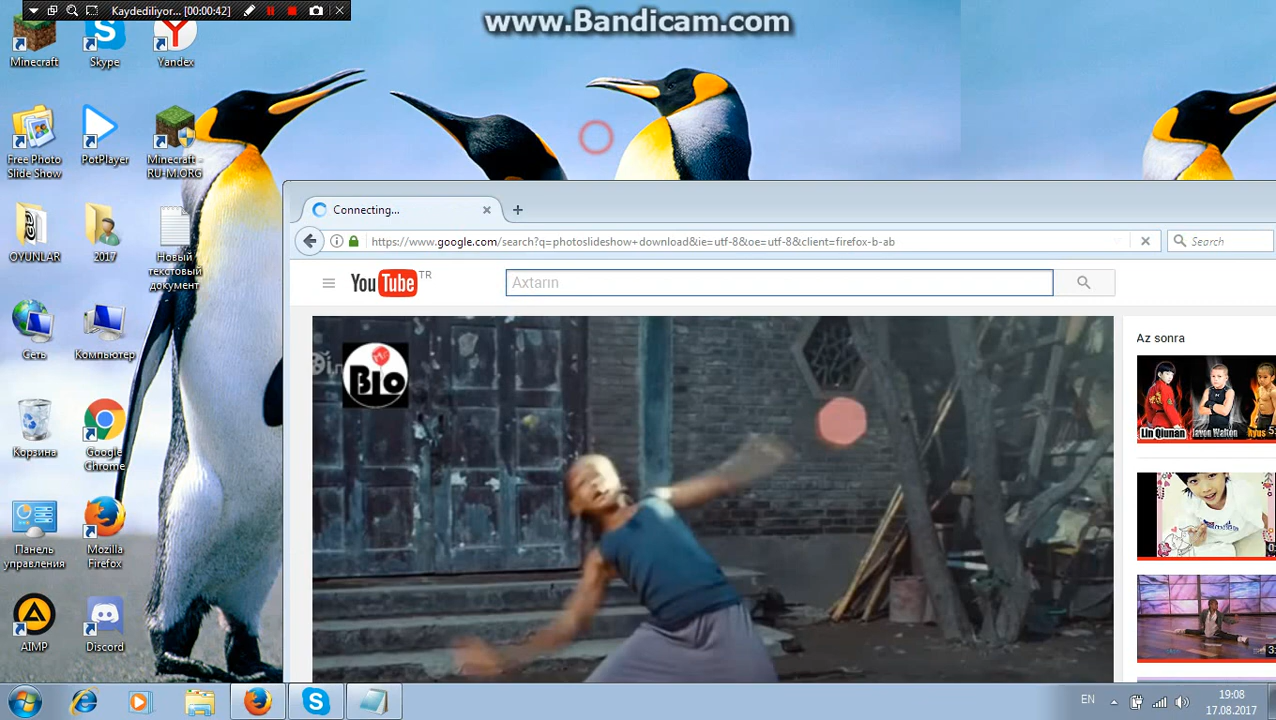 Kaydediliyor... [00:00:42]
www.Bandicam.com
Minecraft
Skype
Yandex
Free Photo
Slide Show
PotPlayer
Minecraft -
RU-M.ORG
OYUNLAR
2017
Новый
текстовый
документ
Сеть
Компьютер
Корзина
Google
Chrome
Панель
управления
Mozilla
Firefox
AIMP
Discord
Connecting...
https://www.google.com/search?q=photoslideshow+download&ie=utf-8&oe=utf-8&client=firefox-b-ab
Search
YouTube TR
Axtarın
BIo
Az sonra
Lin Qiunan
Javon Walton
Ryus
EN
19:08
17.08.2017